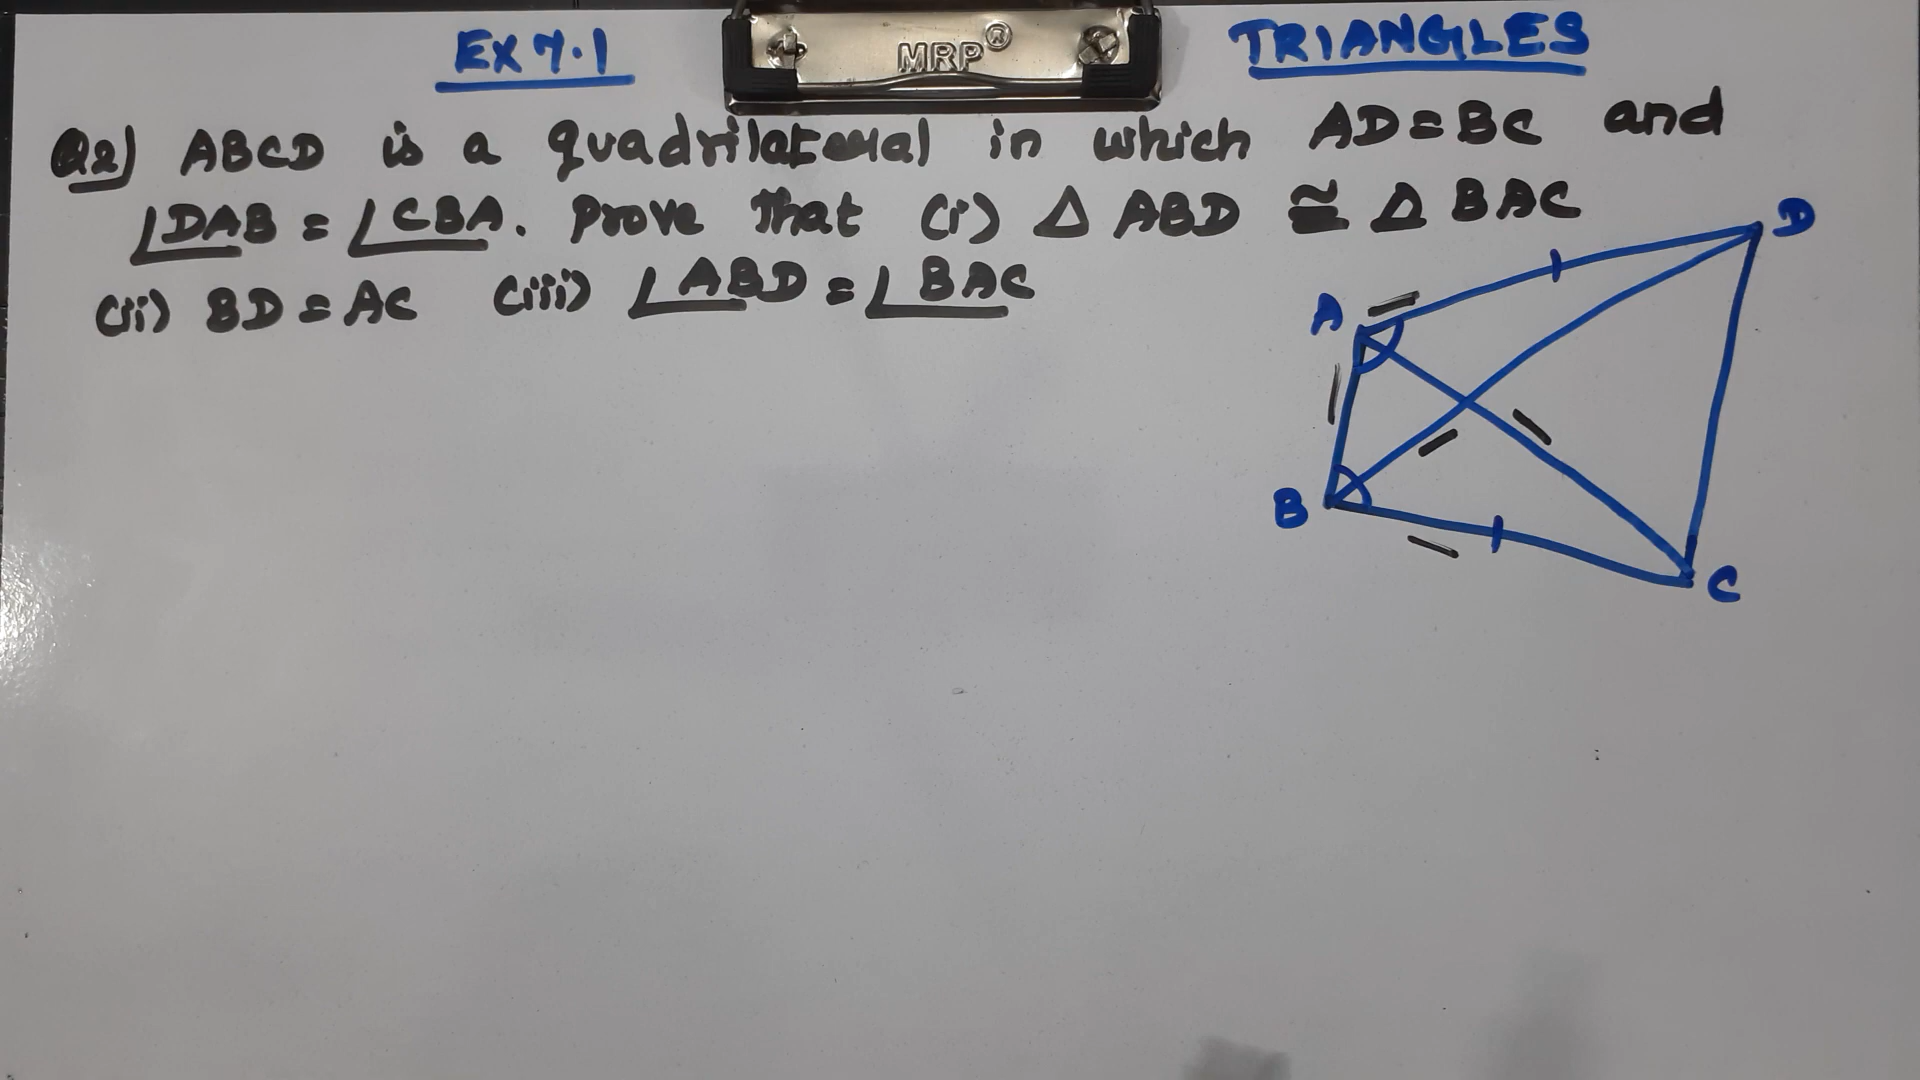 EX 7.1
MRP®
TRIANGLES
Q2) ABCD is a quadrilateral in which AD = BC and
∠DAB = ∠CBA. Prove that (i) Δ ABD ≅ Δ BAC
(ii) BD = AC (iii) ∠ABD = ∠BAC
D
A
B
C